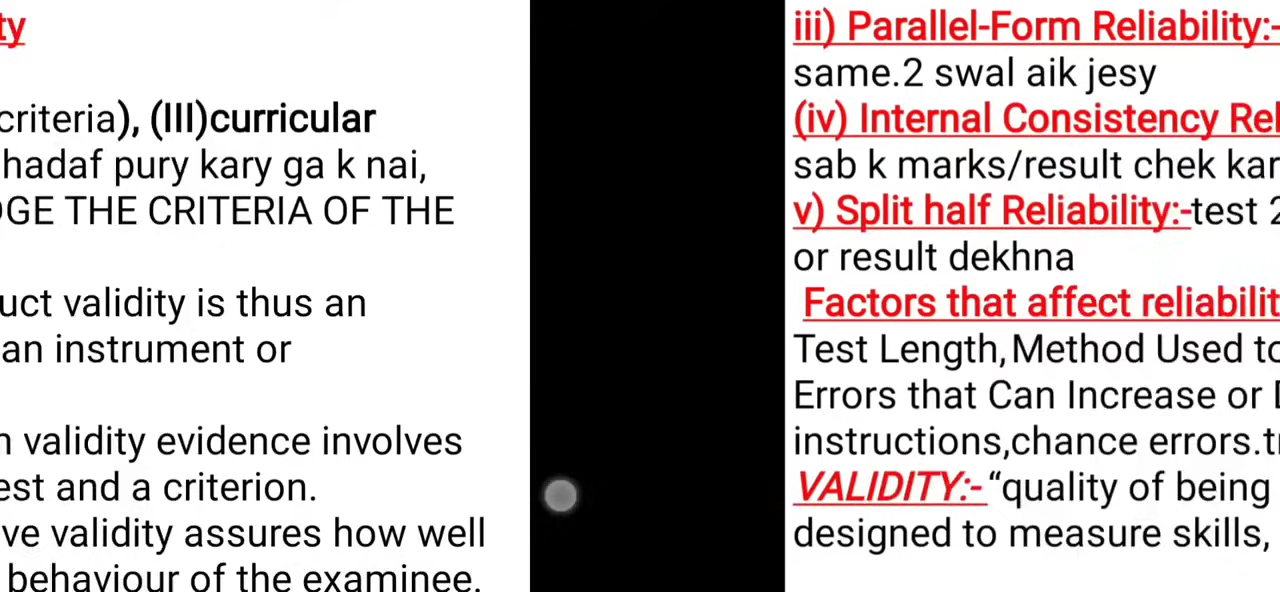 ty
criteria), (III)curricular
hadaf pury kary ga k nai,
GE THE CRITERIA OF THE
uct validity is thus an
an instrument or
validity evidence involves
est and a criterion.
ve validity assures how well
behaviour of the examinee.
iii) Parallel-Form Reliability:-
same.2 swal aik jesy
(iv) Internal Consistency Rel
sab k marks/result chek kar
v) Split half Reliability:-test 2
or result dekhna
Factors that affect reliabilit
Test Length,Method Used to
Errors that Can Increase or
instructions,chance errors.tr
VALIDITY:- “quality of being
designed to measure skills,